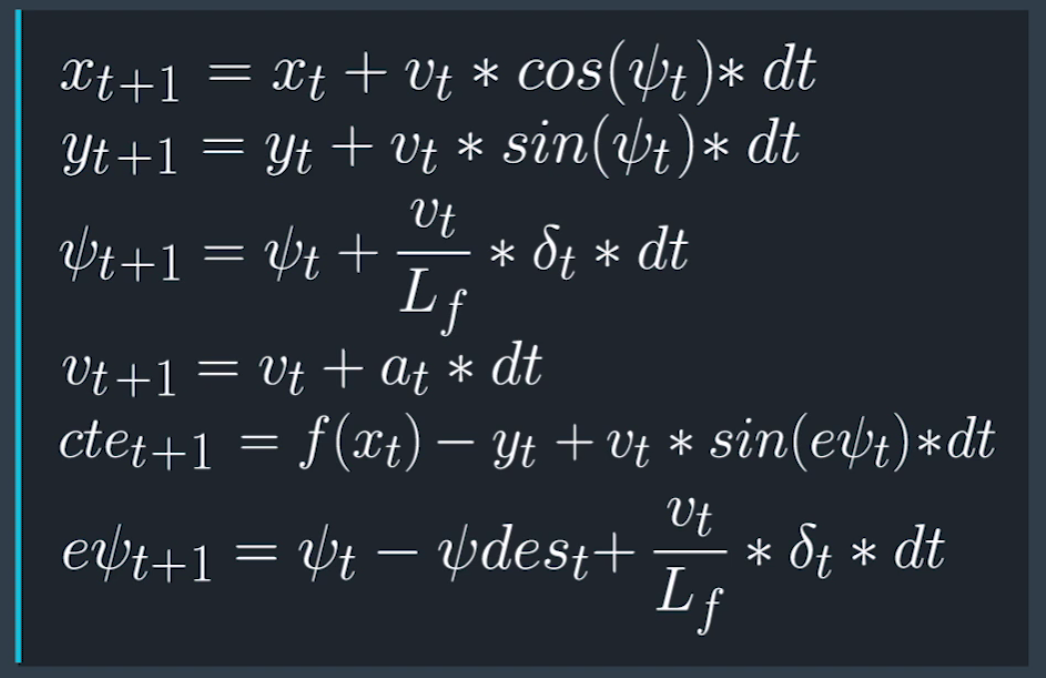 x_{t+1} = x_t + v_t * cos(ψ_t) * dt
y_{t+1} = y_t + v_t * sin(ψ_t) * dt
ψ_{t+1} = ψ_t + \frac{v_t}{L_f} * δ_t * dt
v_{t+1} = v_t + a_t * dt
cte_{t+1} = f(x_t) − y_t + v_t * sin(eψ_t) * dt
eψ_{t+1} = ψ_t − ψdes_t + \frac{v_t}{L_f} * δ_t * dt